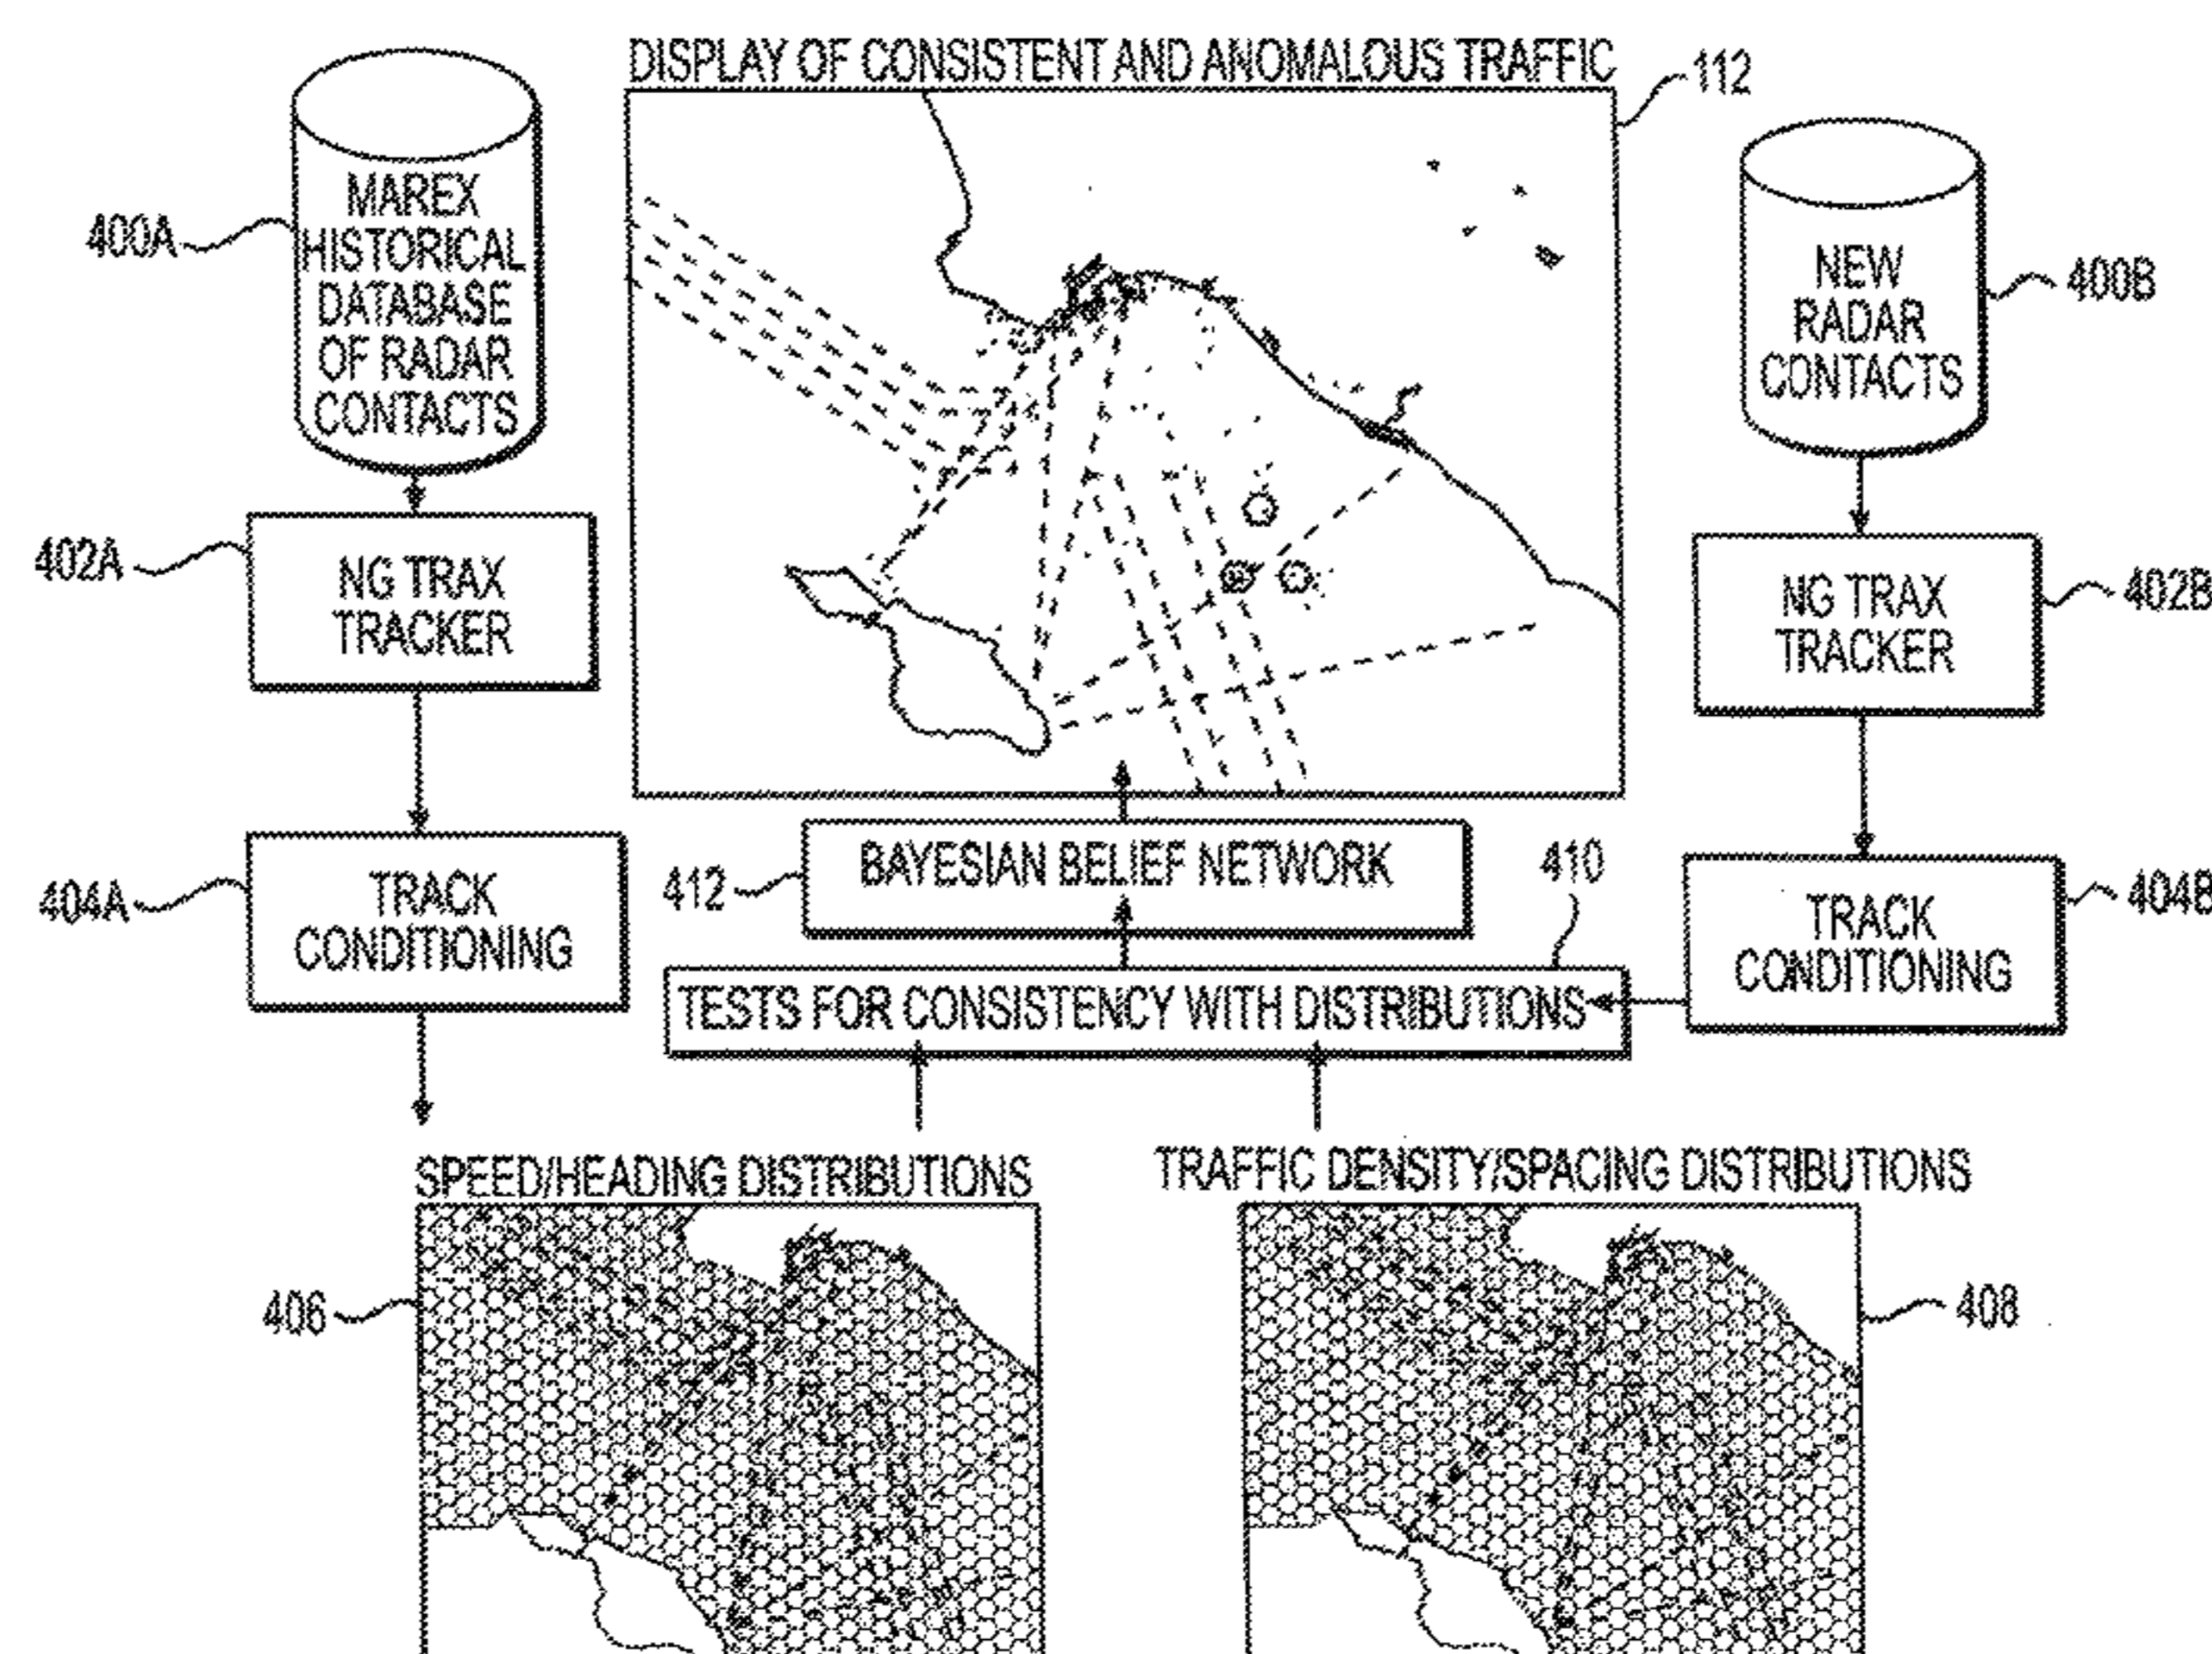 DISPLAY OF CONSISTENT AND ANOMALOUS TRAFFIC
112
400A
MAREX
HISTORICAL
DATABASE
OF RADAR
CONTACTS
NEW
RADAR
CONTACTS
400B
402A
NG TRAX
TRACKER
NG TRAX
TRACKER
402B
404A
TRACK
CONDITIONING
412
BAYESIAN BELIEF NETWORK
410
TRACK
CONDITIONING
404B
TESTS FOR CONSISTENCY WITH DISTRIBUTIONS
SPEED/HEADING DISTRIBUTIONS
TRAFFIC DENSITY/SPACING DISTRIBUTIONS
406
408